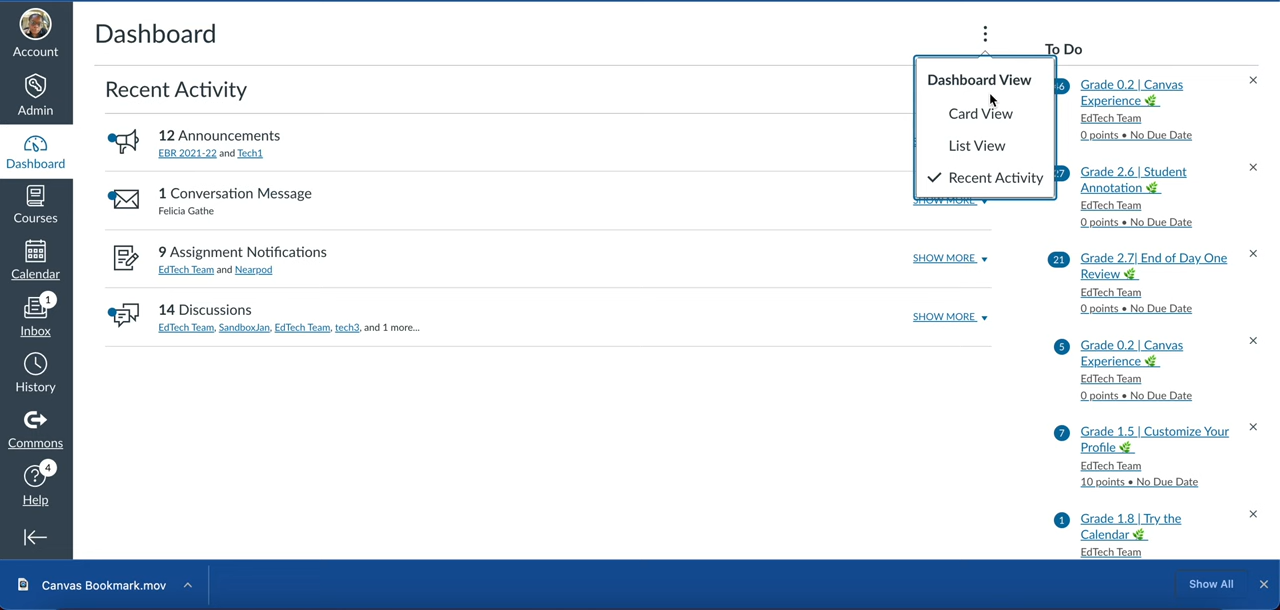 Account
Admin
Dashboard
Courses
Calendar
1
Inbox
History
Commons
4
Help
Dashboard
Recent Activity
12 Announcements
EBR 2021-22 and Tech1
1 Conversation Message
Felicia Gathe
SHOW MORE
9 Assignment Notifications
EdTech Team and Nearpod
SHOW MORE
14 Discussions
EdTech Team, SandboxJan, EdTech Team, tech3, and 1 more...
SHOW MORE
Dashboard View
Card View
List View
Recent Activity
To Do
Grade 0.2 | Canvas
Experience
EdTech Team
0 points • No Due Date
Grade 2.6 | Student
Annotation
EdTech Team
0 points • No Due Date
21
Grade 2.7| End of Day One
Review
EdTech Team
0 points • No Due Date
5
Grade 0.2 | Canvas
Experience
EdTech Team
0 points • No Due Date
7
Grade 1.5 | Customize Your
Profile
EdTech Team
10 points • No Due Date
1
Grade 1.8 | Try the
Calendar
EdTech Team
Canvas Bookmark.mov
Show All